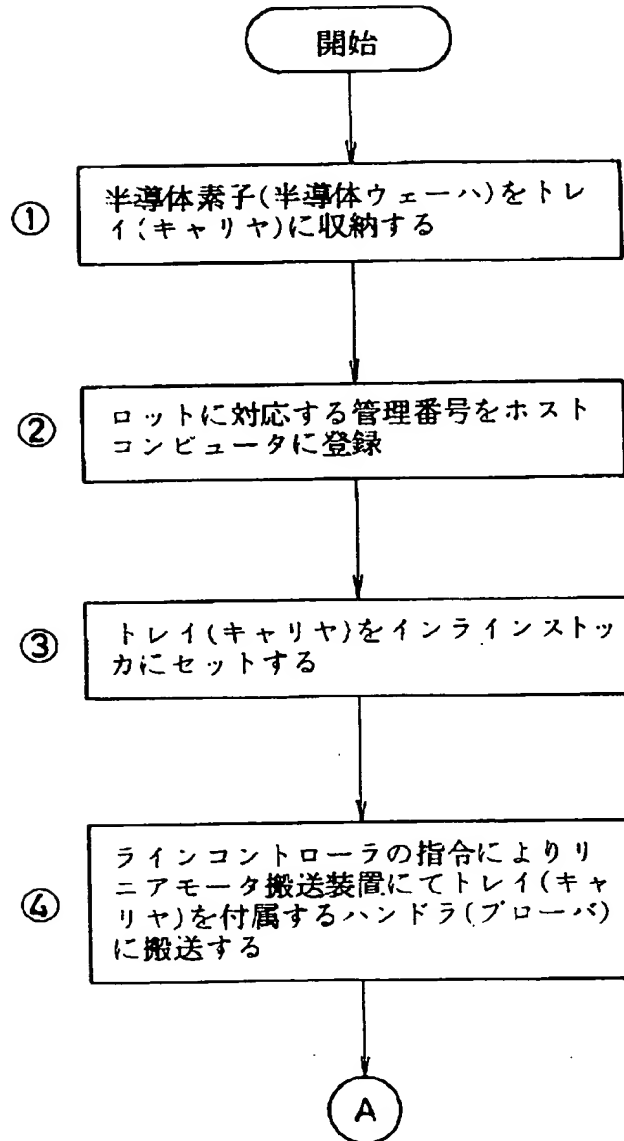 開始
①
半導体素子(半導体ウェーハ)をトレ
イ(キャリヤ)に収納する
②
ロットに対応する管理番号をホスト
コンピュータに登録
③
トレイ(キャリヤ)をインラインストッ
カにセットする
④
ラインコントローラの指令によりリ
ニアモータ搬送装置にてトレイ(キャ
リヤ)を付属するハンドラ(プローバ)
に搬送する
A